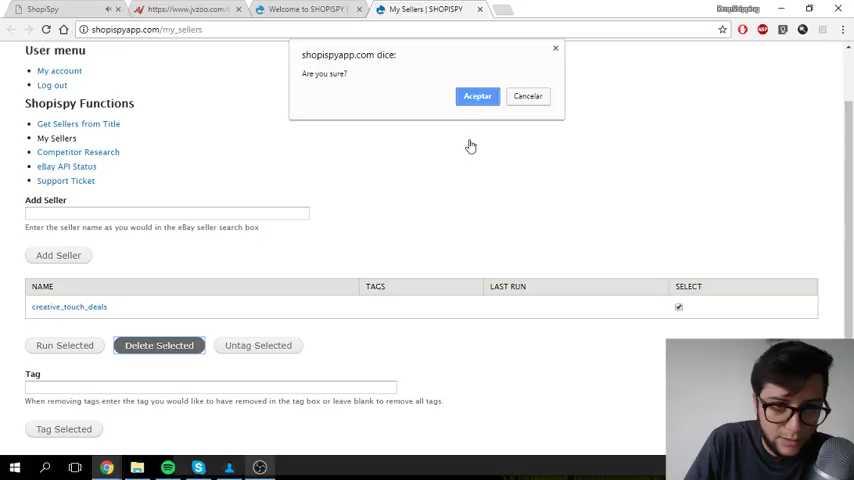 ShopiSpy
https://www.jvzoo.com/
Welcome to SHOPISPY
My Sellers | SHOPISPY
DropShipping
shopispyapp.com/my_sellers
shopispyapp.com dice:
Are you sure?
Aceptar
Cancelar
User menu
My account
Log out
Shopispy Functions
Get Sellers from Title
My Sellers
Competitor Research
eBay API Status
Support Ticket
Add Seller
Enter the seller name as you would in the eBay seller search box
Add Seller
NAME TAGS LAST RUN SELECT
creative_touch_deals
Run Selected Delete Selected Untag Selected
Tag
When removing tags enter the tag you would like to have removed in the tag box or leave blank to remove all tags.
Tag Selected